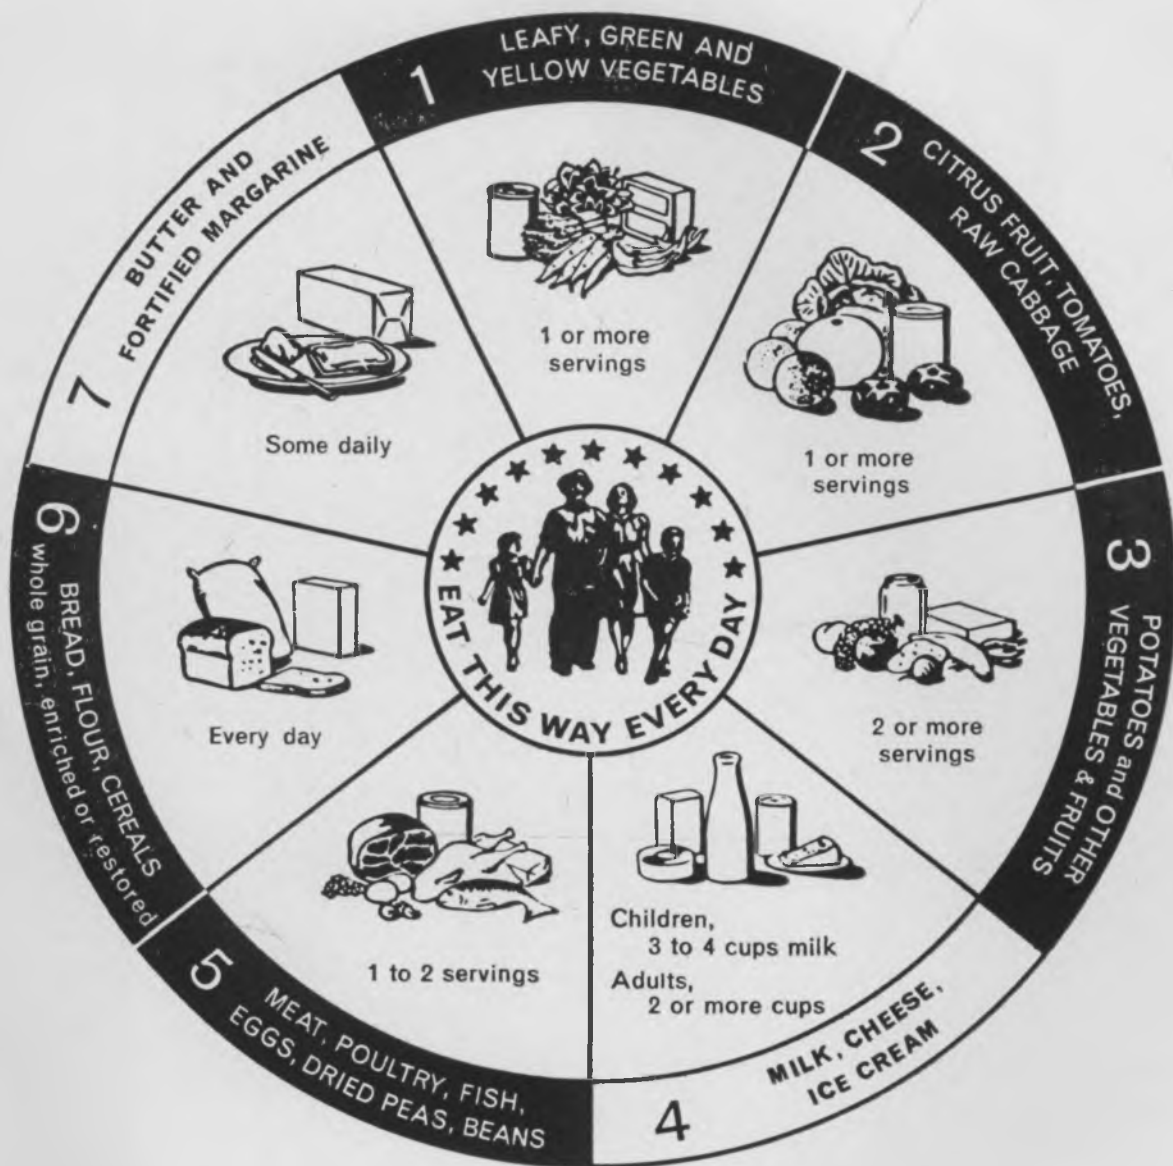 1
LEAFY, GREEN AND
YELLOW VEGETABLES
1 or more
servings
2
CITRUS FRUIT, TOMATOES,
RAW CABBAGE
1 or more
servings
3
POTATOES and OTHER
VEGETABLES & FRUITS
2 or more
servings
4
MILK, CHEESE,
ICE CREAM
Children,
3 to 4 cups milk
Adults,
2 or more cups
5
MEAT, POULTRY, FISH,
EGGS, DRIED PEAS, BEANS
1 to 2 servings
6
BREAD, FLOUR, CEREALS
whole grain, enriched or restored
Every day
7
BUTTER AND
FORTIFIED MARGARINE
Some daily
EAT THIS WAY EVERY DAY